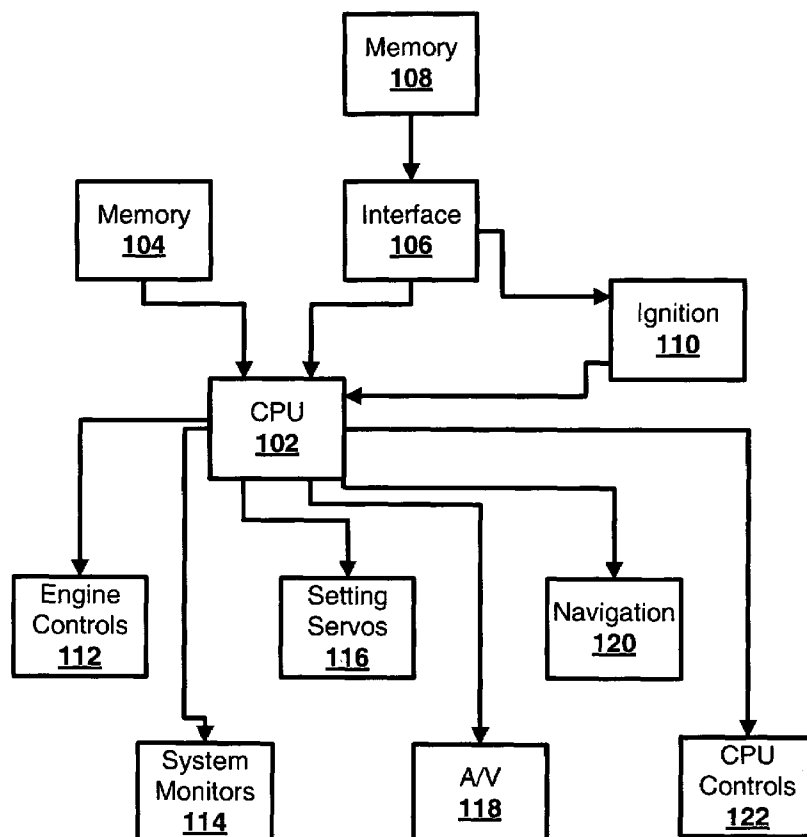 Memory
108
Memory
104
Interface
106
Ignition
110
CPU
102
Engine
Controls
112
Setting
Servos
116
Navigation
120
System
Monitors
114
A/V
118
CPU
Controls
122